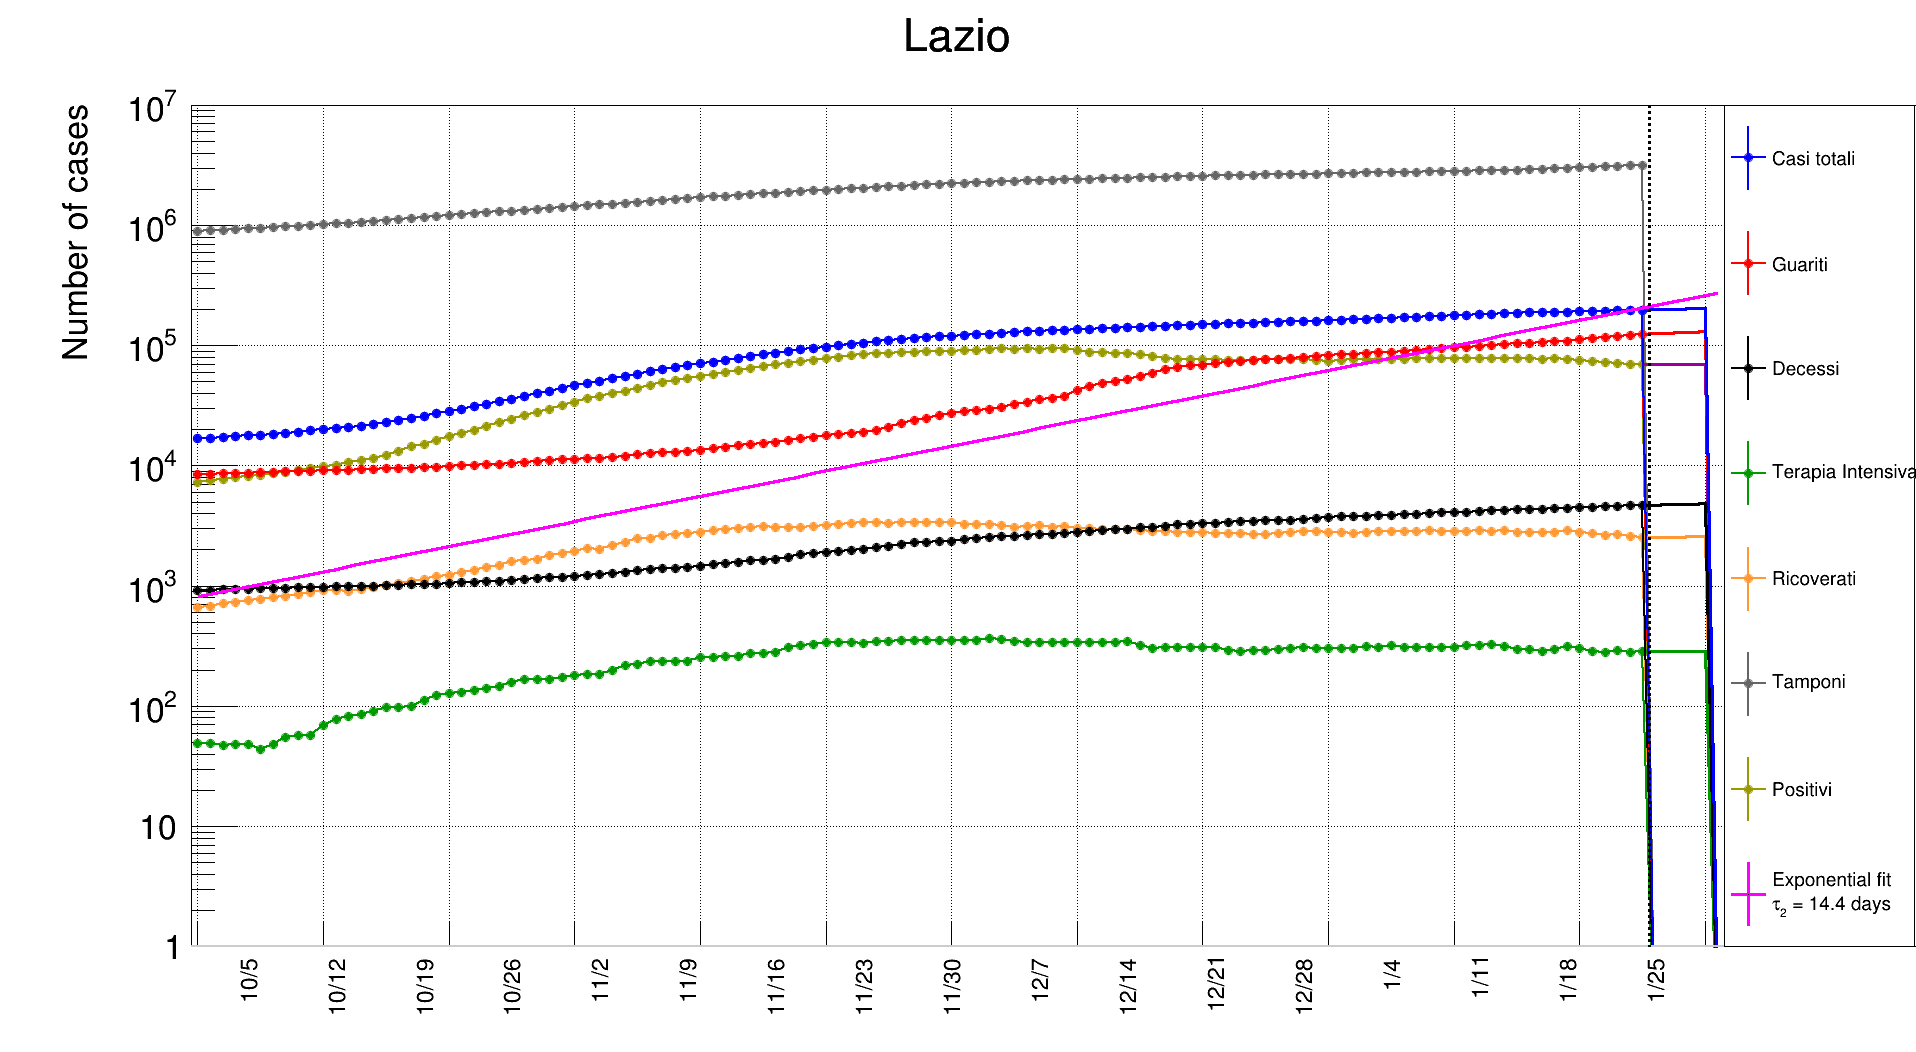 Lazio
Number of cases
10^7
10^6
10^5
10^4
10^3
10^2
10
1
10/5
10/12
10/19
10/26
11/2
11/9
11/16
11/23
11/30
12/7
12/14
12/21
12/28
1/4
1/11
1/18
1/25
Casi totali
Guariti
Decessi
Terapia Intensiva
Ricoverati
Tamponi
Positivi
Exponential fit
τ₂ = 14.4 days